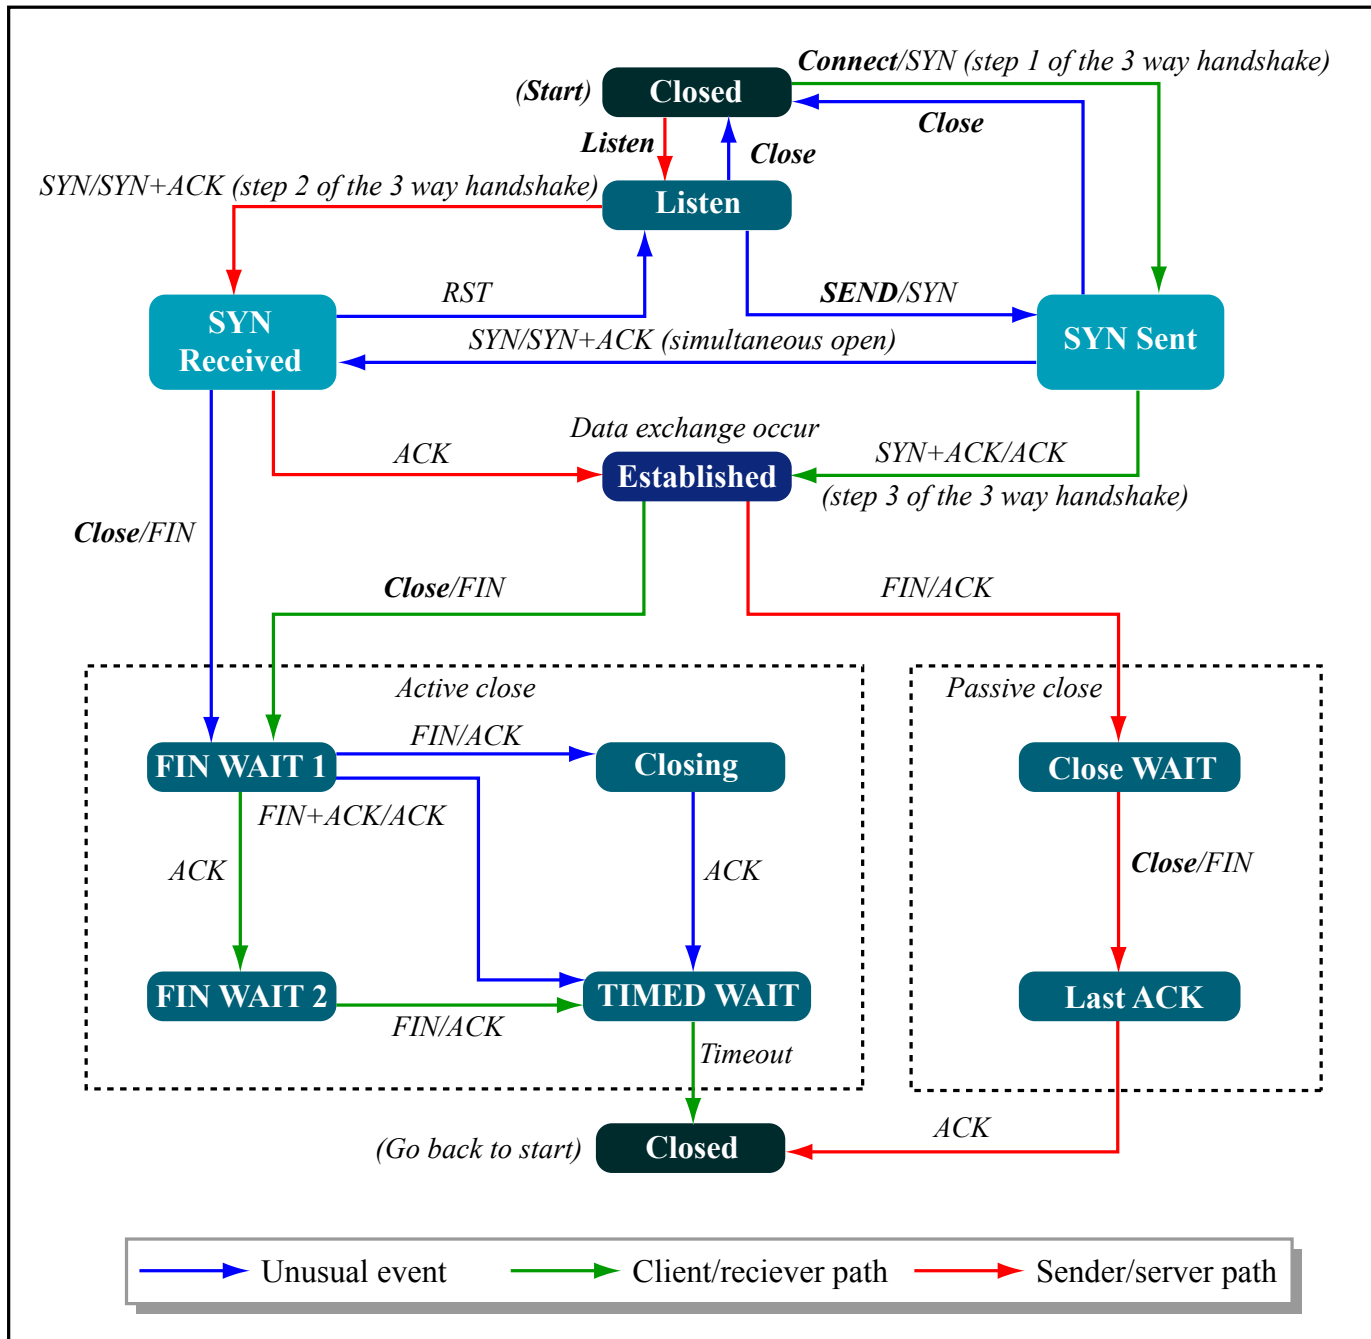 Connect/SYN (step 1 of the 3 way handshake)
(Start)
Closed
Close
Listen
Close
SYN/SYN+ACK (step 2 of the 3 way handshake)
Listen
RST
SEND/SYN
SYN
Received
SYN/SYN+ACK (simultaneous open)
SYN Sent
Data exchange occur
ACK
Established
SYN+ACK/ACK
(step 3 of the 3 way handshake)
Close/FIN
Close/FIN
FIN/ACK
Active close
Passive close
FIN WAIT 1
FIN/ACK
Closing
Close WAIT
FIN+ACK/ACK
ACK
ACK
Close/FIN
FIN WAIT 2
FIN/ACK
TIMED WAIT
Last ACK
Timeout
(Go back to start)
Closed
ACK
Unusual event
Client/reciever path
Sender/server path